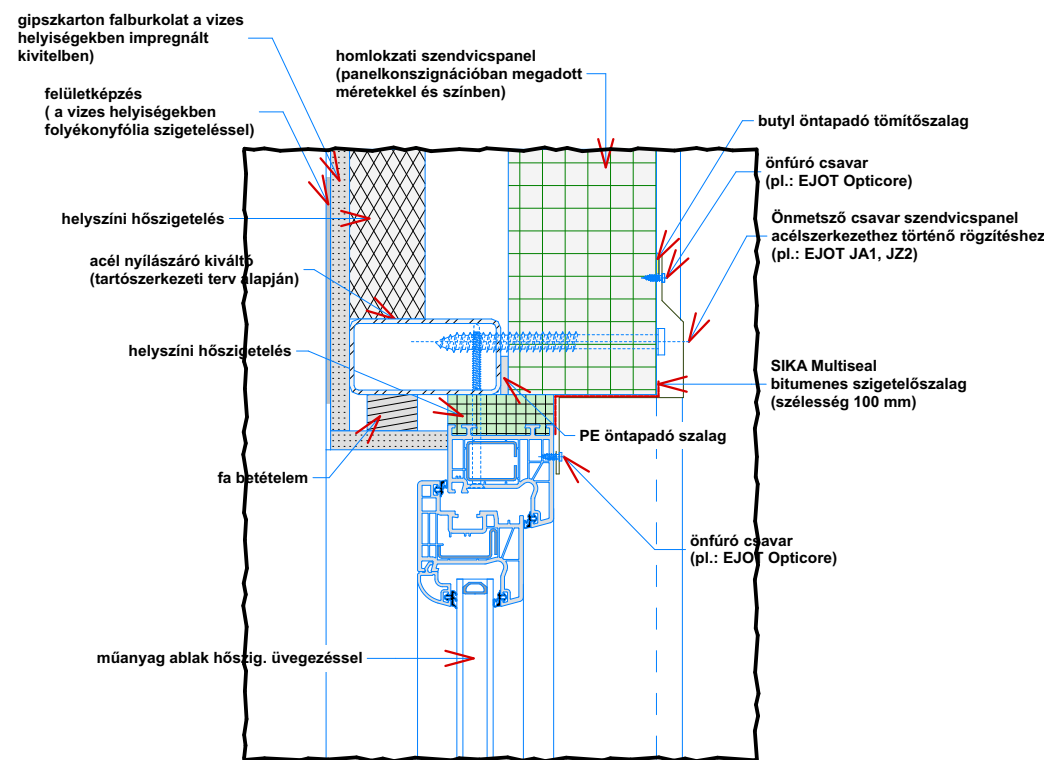 gipszkarton falburkolat a vizes
helyiségekben impregnált
kivitelben)
felületképzés
( a vizes helyiségekben
folyékonyfólia szigeteléssel)
helyszíni hőszigetelés
acél nyílászáró kiváltó
(tartószerkezeti terv alapján)
helyszíni hőszigetelés
fa betételem
műanyag ablak hőszig. üvegezéssel
homlokzati szendvicspanel
(panelkonszignációban megadott
méretekkel és színben)
butyl öntapadó tömítőszalag
önfúró csavar
(pl.: EJOT Opticore)
Önmetsző csavar szendvicspanel
acélszerkezethez történő rögzítéshez
(pl.: EJOT JA1, JZ2)
SIKA Multiseal
bitumenes szigetelőszalag
(szélesség 100 mm)
PE öntapadó szalag
önfúró csavar
(pl.: EJOT Opticore)